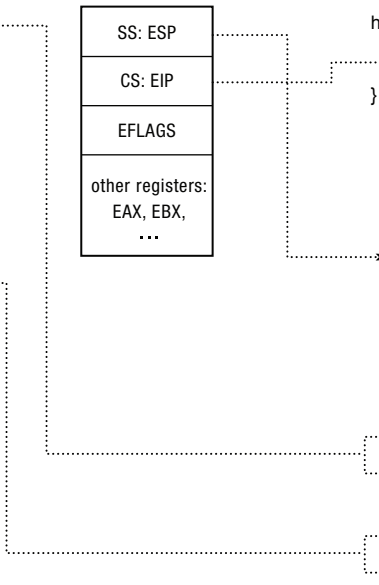 SS: ESP
h
CS: EIP
}
EFLAGS
other registers:
EAX, EBX,
...